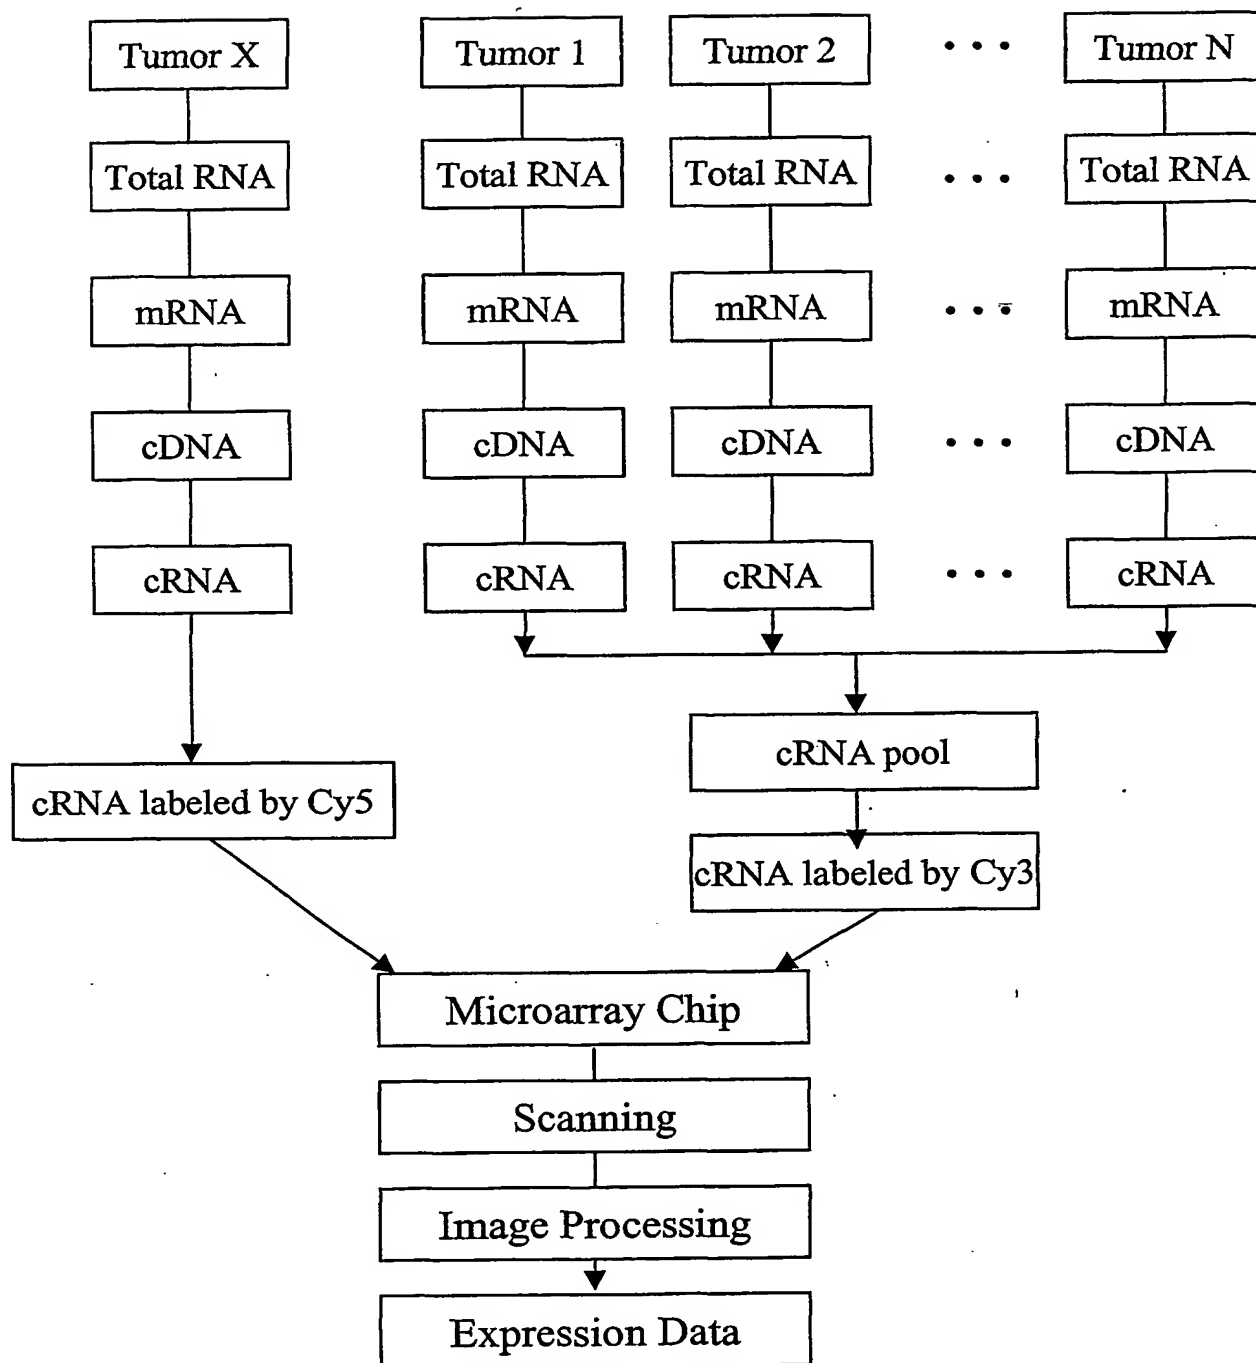 Tumor X Tumor 1 Tumor 2 • • • Tumor N
Total RNA Total RNA Total RNA • • • Total RNA
mRNA mRNA mRNA • • • mRNA
cDNA cDNA cDNA • • • cDNA
cRNA cRNA cRNA • • • cRNA
cRNA pool
cRNA labeled by Cy5
cRNA labeled by Cy3
Microarray Chip
Scanning
Image Processing
Expression Data